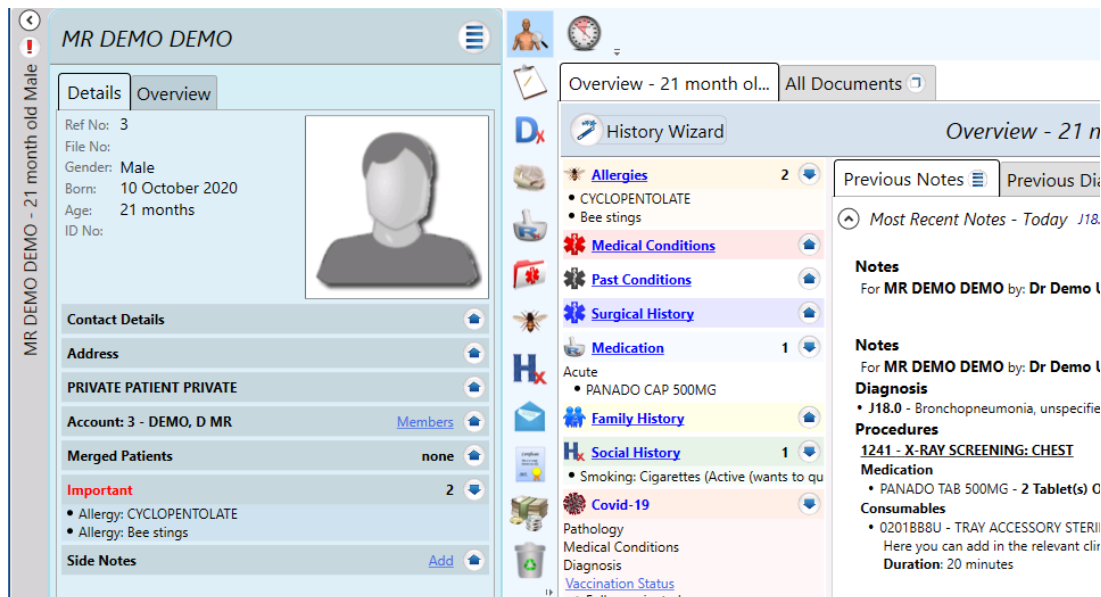 MR DEMO DEMO - 21 month old Male
MR DEMO DEMO
Details
Overview
Ref No: 3
File No:
Gender: Male
Born: 10 October 2020
Age: 21 months
ID No:
Contact Details
Address
PRIVATE PATIENT PRIVATE
Account: 3 - DEMO, D MR Members
Merged Patients none
Important 2
• Allergy: CYCLOPENTOLATE
• Allergy: Bee stings
Side Notes Add
Dx
Rx
Hx
Overview - 21 month ol...
All Documents
History Wizard
Overview - 21 m
Allergies 2
• CYCLOPENTOLATE
• Bee stings
Medical Conditions
Past Conditions
Surgical History
Medication 1
Acute
• PANADO CAP 500MG
Family History
Hx Social History 1
• Smoking: Cigarettes (Active (wants to qu
Covid-19
Pathology
Medical Conditions
Diagnosis
Vaccination Status
Previous Notes
Previous Dia
Most Recent Notes - Today J18.
Notes
For MR DEMO DEMO by: Dr Demo U
Notes
For MR DEMO DEMO by: Dr Demo U
Diagnosis
• J18.0 - Bronchopneumonia, unspecifie
Procedures
1241 - X-RAY SCREENING: CHEST
Medication
• PANADO TAB 500MG - 2 Tablet(s) O
Consumables
• 0201BB8U - TRAY ACCESSORY STERI
Here you can add in the relevant clin
Duration: 20 minutes